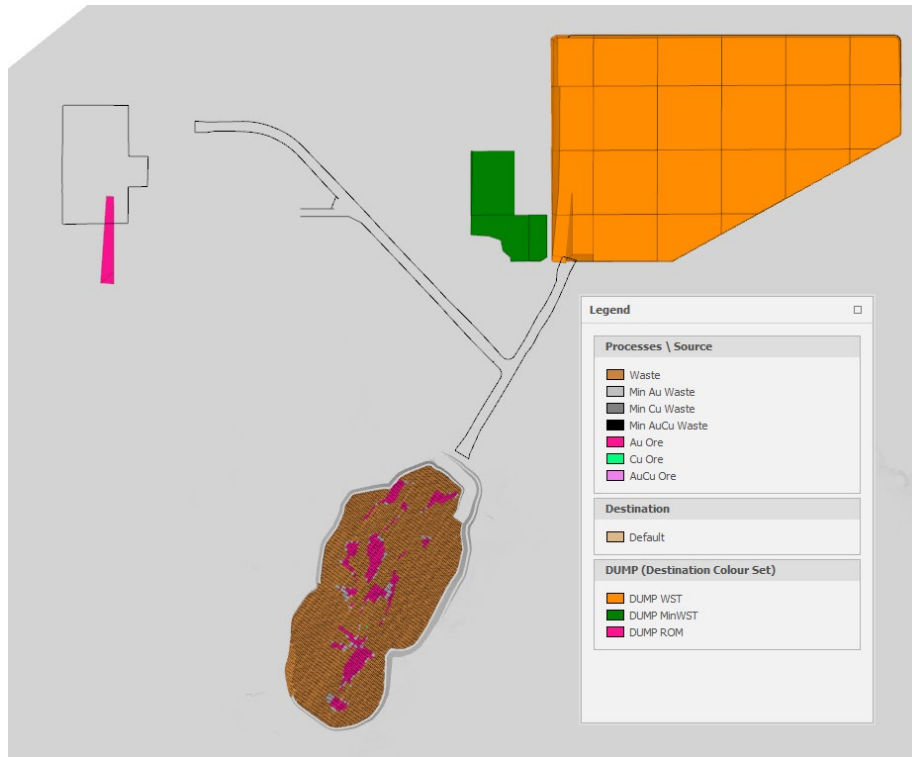 Legend
Processes \ Source
Waste
Min Au Waste
Min Cu Waste
Min AuCu Waste
Au Ore
Cu Ore
AuCu Ore
Destination
Default
DUMP (Destination Colour Set)
DUMP WST
DUMP MinWST
DUMP ROM